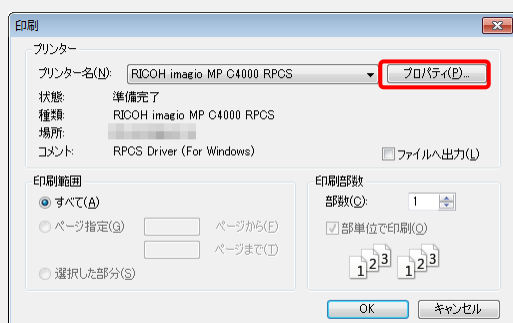 印刷
プリンター
プリンター名(N): RICOH imagio MP C4000 RPCS プロパティ(P)...
状態: 準備完了
種類: RICOH imagio MP C4000 RPCS
場所:
コメント: RPCS Driver (For Windows) ファイルへ出力(L)
印刷範囲 印刷部数
すべて(A) 部数(C): 1
ページ指定(G) ページから(F) 部単位で印刷(O)
ページまで(T)
選択した部分(S)
1 2 3 1 2 3
OK キャンセル